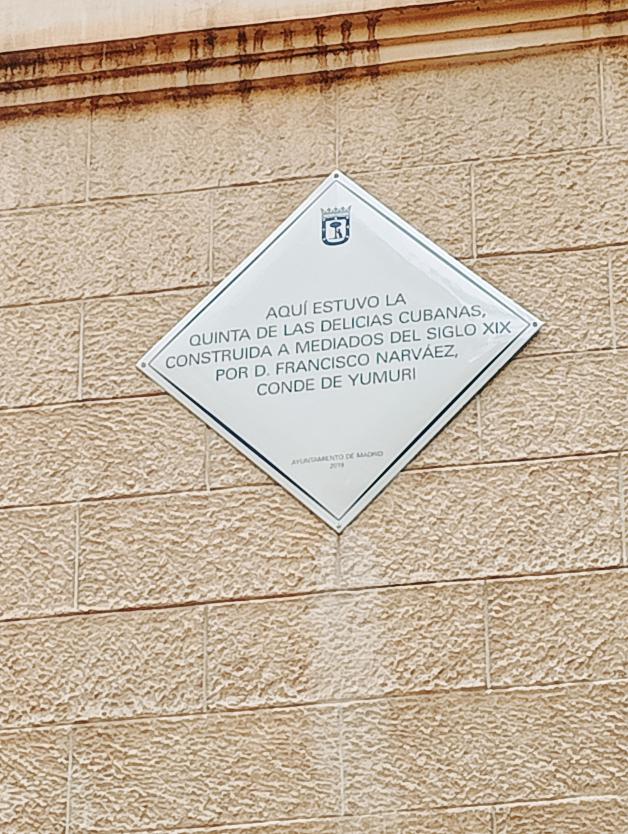 AQUÍ ESTUVO LA
QUINTA DE LAS DELICIAS CUBANAS,
CONSTRUIDA A MEDIADOS DEL SIGLO XIX
POR D. FRANCISCO NARVÁEZ,
CONDE DE YUMURI
AYUNTAMIENTO DE MADRID
2019